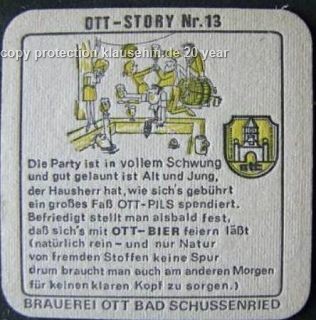 OTT-STORY Nr.13
copy protection klausenin.de 20 year
Die Party ist in vollem Schwung
und gut gelaunt ist Alt und Jung,
der Hausherr hat, wie sich's gebührt
ein großes Faß OTT-PILS spendiert.
Befriedigt stellt man alsbald fest,
daß sich's mit OTT-BIER feiern läßt
(natürlich rein - und nur Natur
von fremden Stoffen keine Spur
drum braucht man auch am anderen Morgen
für keinen klaren Kopf zu sorgen.)
BRAUEREI OTT BAD SCHUSSENRIED